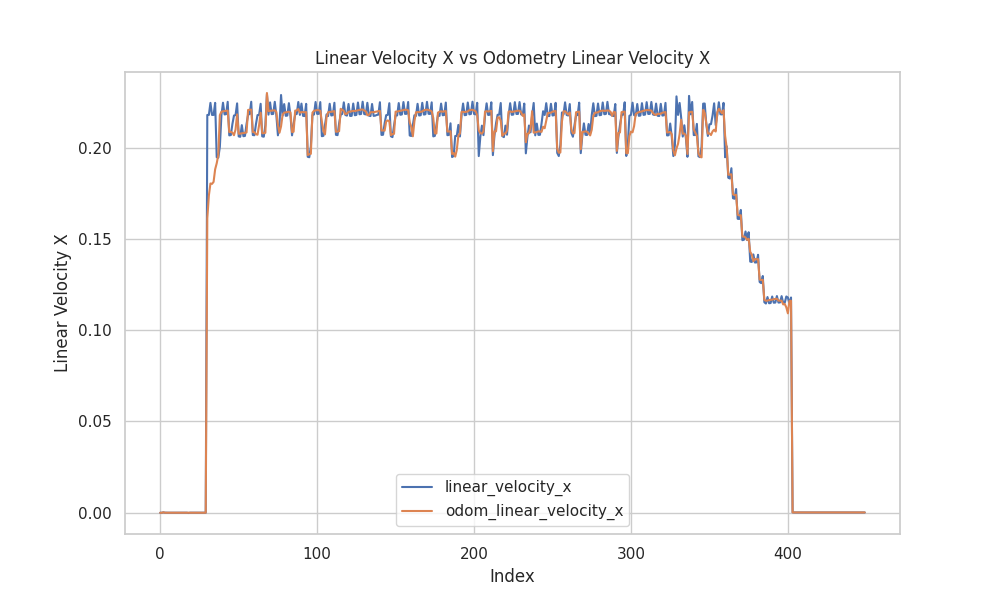 Linear Velocity X vs Odometry Linear Velocity X
Linear Velocity X
0.20
0.15
0.10
0.05
0.00
linear_velocity_x
odom_linear_velocity_x
0 100 200 300 400
Index